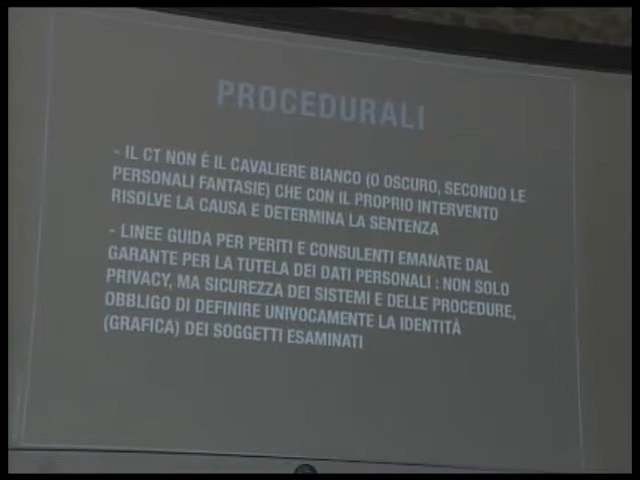 PROCEDURALI
- IL CT NON È IL CAVALIERE BIANCO (O OSCURO, SECONDO LE
PERSONALI FANTASIE) CHE CON IL PROPRIO INTERVENTO
RISOLVE LA CAUSA E DETERMINA LA SENTENZA
- LINEE GUIDA PER PERITI E CONSULENTI EMANATE DAL
GARANTE PER LA TUTELA DEI DATI PERSONALI : NON SOLO
PRIVACY, MA SICUREZZA DEI SISTEMI E DELLE PROCEDURE,
OBBLIGO DI DEFINIRE UNIVOCAMENTE LA IDENTITÁ
(GRAFICA) DEI SOGGETTI ESAMINATI